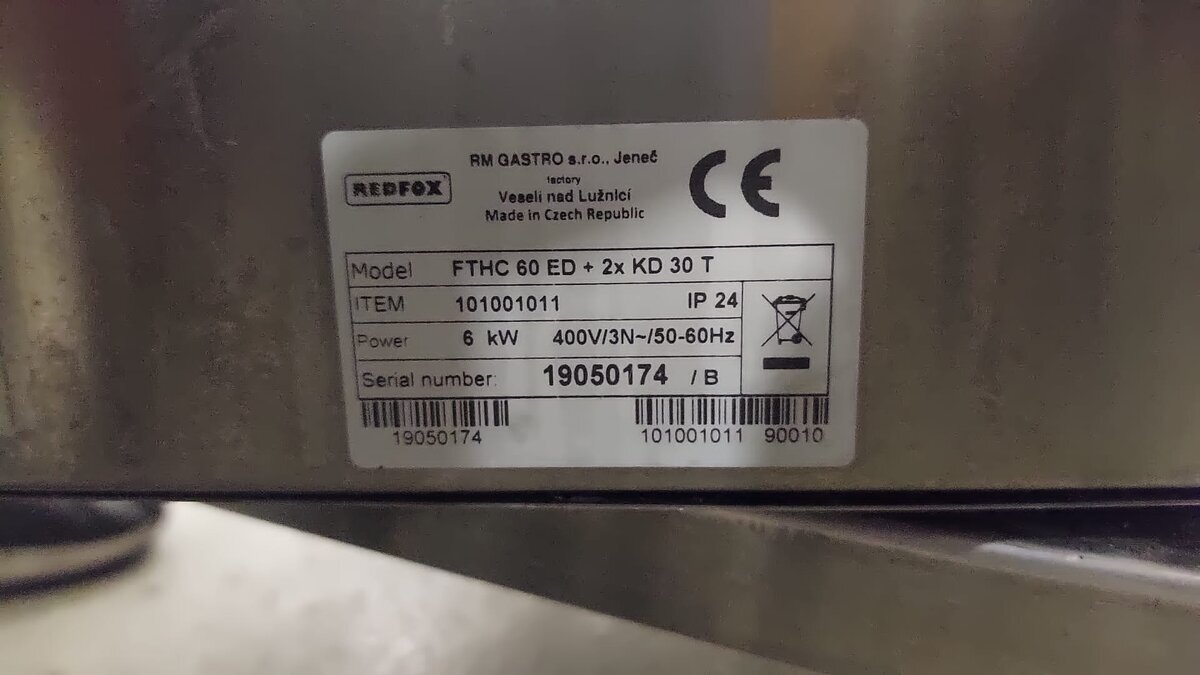 REDFOX
RM GASTRO s.r.o., Jeneč
factory
Veselí nad Lužnicí
Made in Czech Republic
CE
Model FTHC 60 ED + 2x KD 30 T
ITEM 101001011 IP 24
Power 6 kW 400V/3N~/50-60Hz
Serial number: 19050174 / B
19050174
101001011 90010